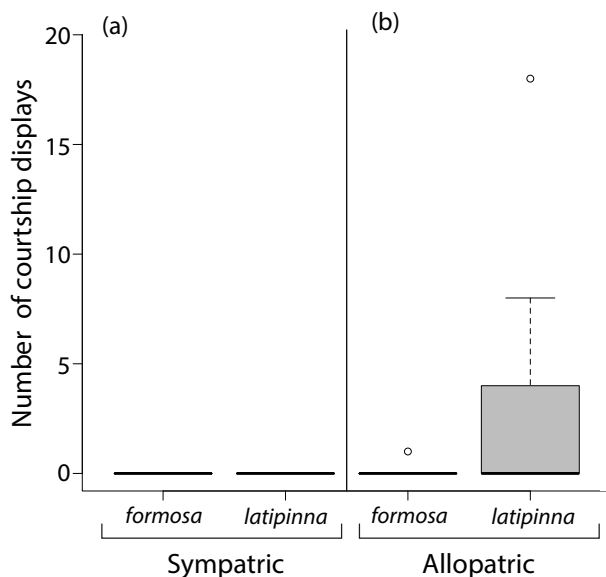 (a)
(b)
Number of courtship displays
20
15
10
5
0
formosa latipinna formosa latipinna
Sympatric Allopatric